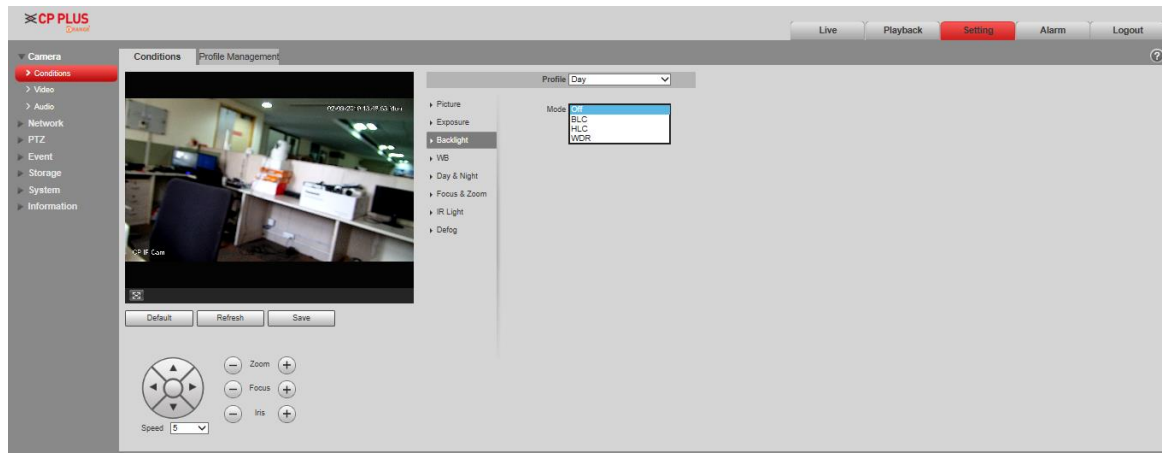 CP PLUS
Live Playback Setting Alarm Logout
Camera
Conditions
Video
Audio
Network
PTZ
Event
Storage
System
Information
Conditions Profile Management
CP IP Cam
Default Refresh Save
Zoom
Focus
Iris
Speed 5
Profile Day
Picture
Exposure
Backlight
WB
Day & Night
Focus & Zoom
IR Light
Defog
Mode Off
BLC
HLC
WDR